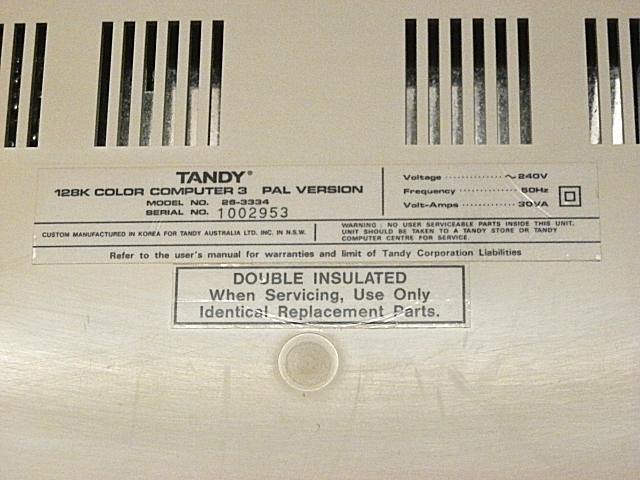 TANDY®
128K COLOR COMPUTER 3 PAL VERSION
MODEL NO. 26-3334
SERIAL NO. 1002953
Voltage ············ ~ 240V
Frequency ············ 50Hz
Volt-Amps ············ 30VA
CUSTOM MANUFACTURED IN KOREA FOR TANDY AUSTRALIA LTD. INC. IN N.S.W.
WARNING : NO USER SERVICEABLE PARTS INSIDE THIS UNIT.
UNIT SHOULD BE TAKEN TO A TANDY STORE OR TANDY
COMPUTER CENTRE FOR SERVICE.
Refer to the user's manual for warranties and limit of Tandy Corporation Liabilities
DOUBLE INSULATED
When Servicing, Use Only
Identical Replacement Parts.